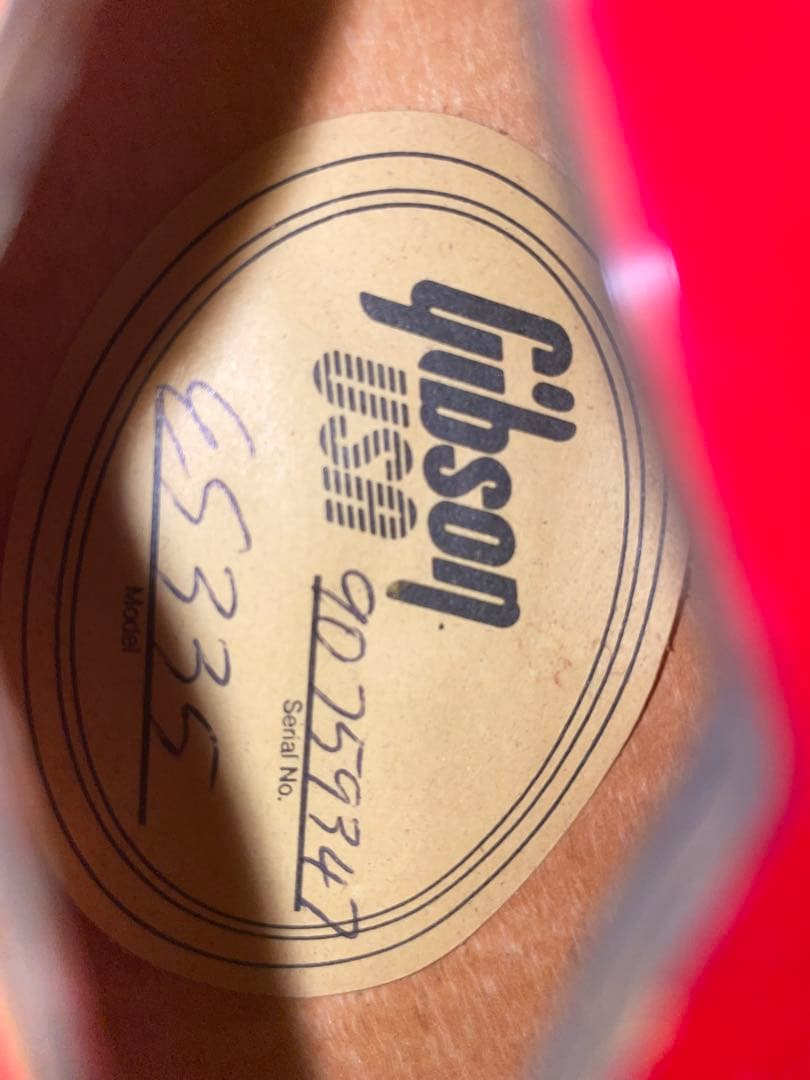 Gibson
USA
90759347
Serial No.
ES335
Model